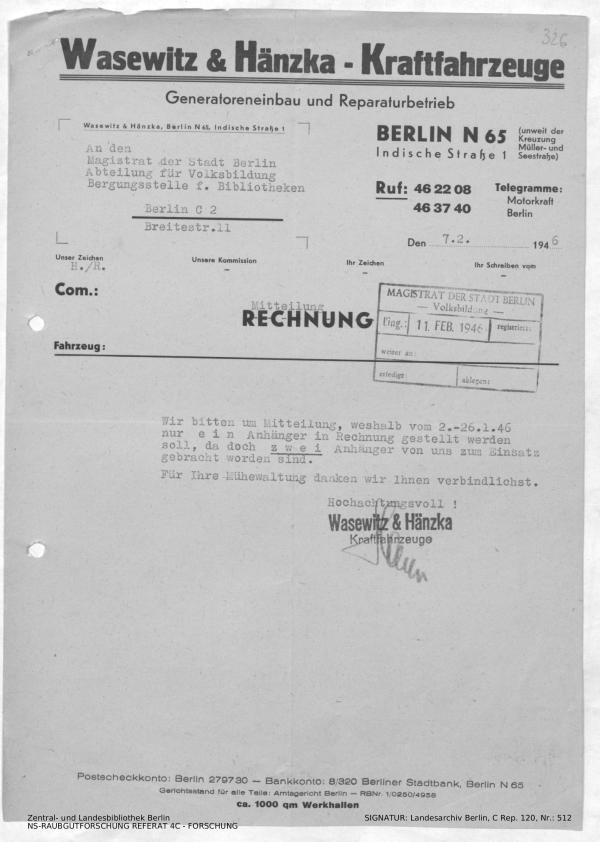 326
Wasewitz & Hänzka - Kraftfahrzeuge
Generatoreneinbau und Reparaturbetrieb
Wasewitz & Hänzka, Berlin N 65, Indische Straße 1
BERLIN N 65 (unweit der Kreuzung Müller- und Seestraße)
Indische Straße 1
An den
Magistrat der Stadt Berlin
Abteilung für Volksbildung
Bergungsstelle f. Bibliotheken
Berlin C 2
Breitestr.11
Ruf: 46 22 08
46 37 40
Telegramme:
Motorkraft
Berlin
Den 7.2. 1946
Unser Zeichen
H./R.
Unsere Kommission
–
Ihr Zeichen
–
Ihr Schreiben vom
–
Com.:
Mitteilung
RECHNUNG
MAGISTRAT DER STADT BERLIN
— Volksbildung —
Eing.: 11. FEB. 1946 registriert:
weiter an:
erledigt: ablegen:
Fahrzeug:
Wir bitten um Mitteilung, weshalb vom 2.-26.1.46
nur e i n Anhänger in Rechnung gestellt werden
soll, da doch z w e i Anhänger von uns zum Einsatz
gebracht worden sind.
Für Ihre Mühewaltung danken wir Ihnen verbindlichst.
Hochachtungsvoll !
Wasewitz & Hänzka
Kraftfahrzeuge
Postscheckkonto: Berlin 279730 — Bankkonto: 8/320 Berliner Stadtbank, Berlin N 65
Gerichtsstand für alle Teile: Amtsgericht Berlin — RBNr. 1/0250/4958
ca. 1000 qm Werkhallen
Zentral- und Landesbibliothek Berlin
NS-RAUBGUTFORSCHUNG REFERAT 4C - FORSCHUNG
SIGNATUR: Landesarchiv Berlin, C Rep. 120, Nr.: 512